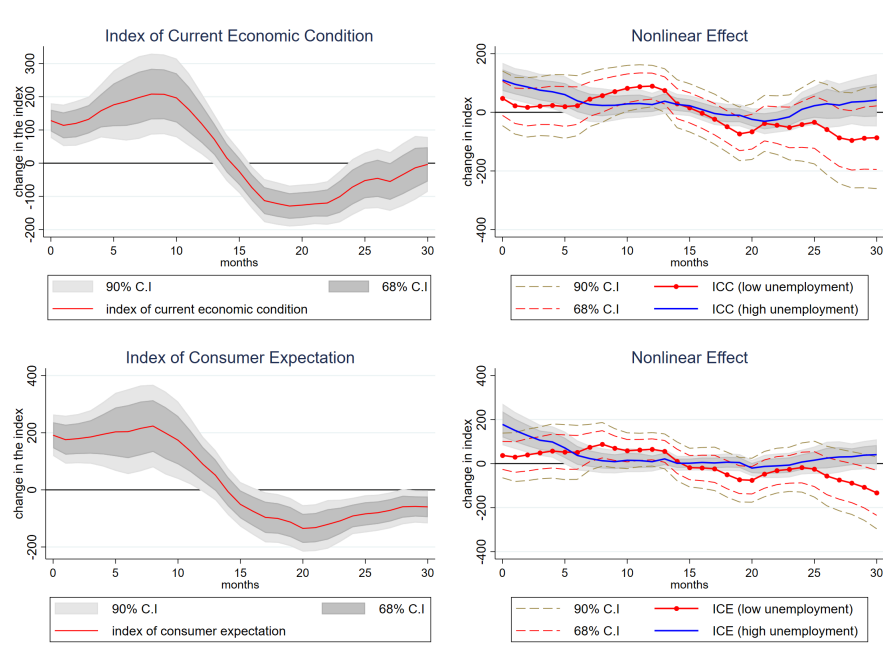 Index of Current Economic Condition
change in the index
300
200
100
0
-100
-200
0 5 10 15 20 25 30
months
90% C.I 68% C.I
index of current economic condition
Nonlinear Effect
change in index
200
0
-200
-400
0 5 10 15 20 25 30
months
90% C.I ICC (low unemployment)
68% C.I ICC (high unemployment)
Index of Consumer Expectation
change in the index
400
200
0
-200
0 5 10 15 20 25 30
months
90% C.I 68% C.I
index of consumer expectation
Nonlinear Effect
change in index
400
200
0
-200
-400
0 5 10 15 20 25 30
months
90% C.I ICE (low unemployment)
68% C.I ICE (high unemployment)